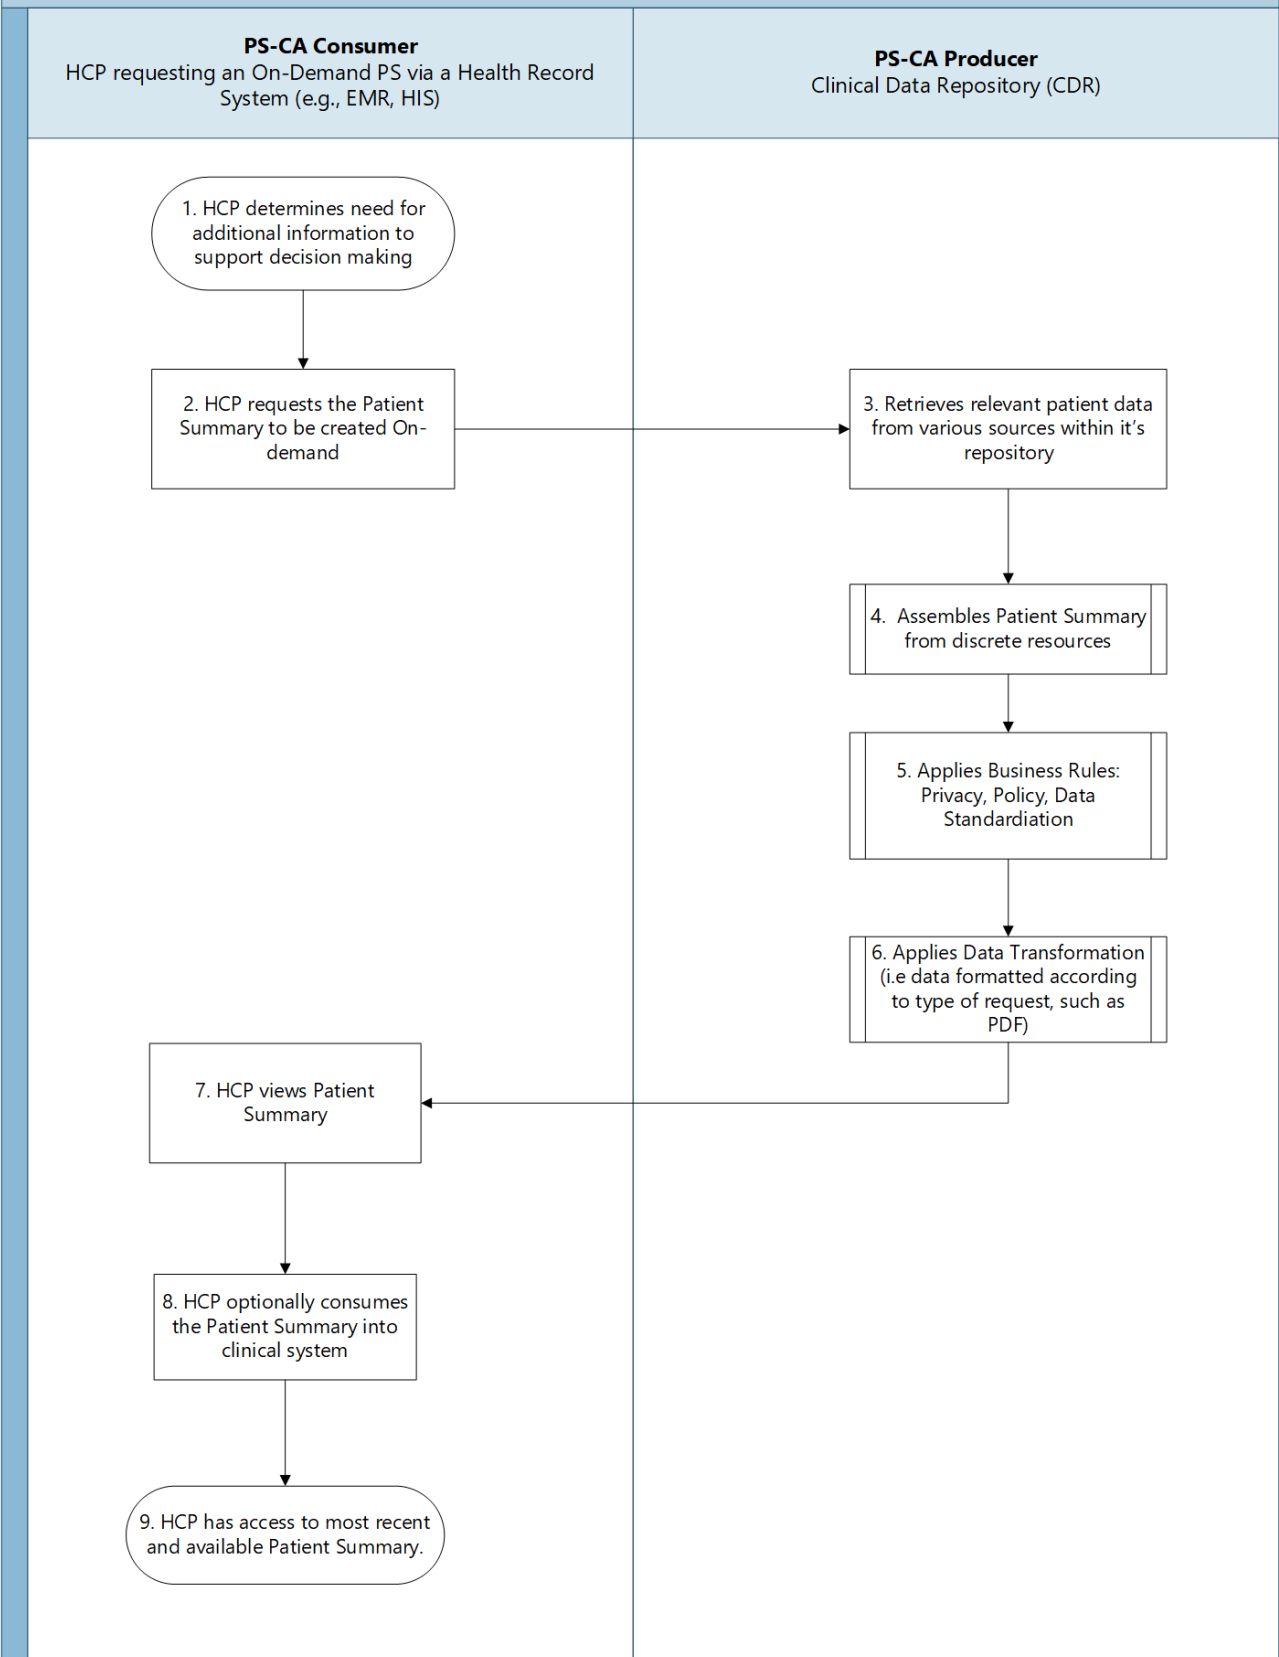 PS-CA Consumer
HCP requesting an On-Demand PS via a Health Record
System (e.g., EMR, HIS)
PS-CA Producer
Clinical Data Repository (CDR)
1. HCP determines need for
additional information to
support decision making
2. HCP requests the Patient
Summary to be created On-
demand
3. Retrieves relevant patient data
from various sources within it's
repository
4.  Assembles Patient Summary
from discrete resources
5. Applies Business Rules:
Privacy, Policy, Data
Standardiation
6. Applies Data Transformation
(i.e data formatted according
to type of request, such as
PDF)
7. HCP views Patient
Summary
8. HCP optionally consumes
the Patient Summary into
clinical system
9. HCP has access to most recent
and available Patient Summary.